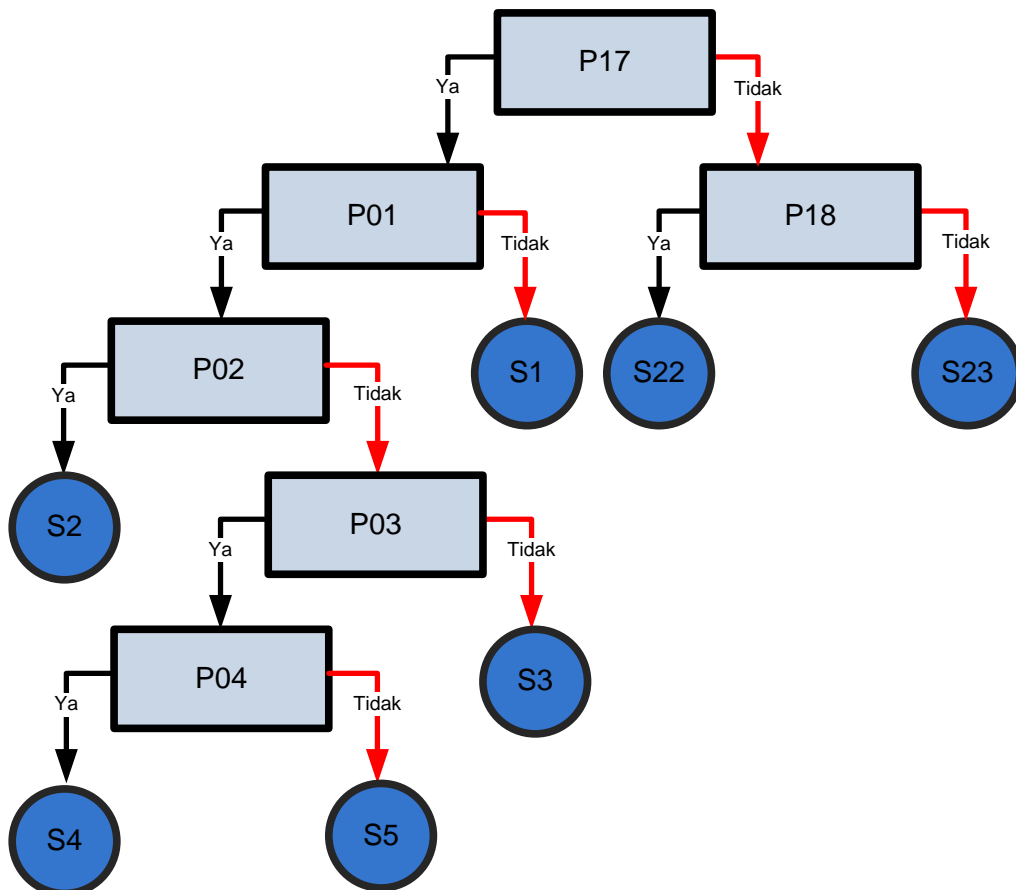 P17
Ya
Tidak
P01
P18
Ya
Tidak
Ya
Tidak
P02
S1
S22
S23
Ya
Tidak
S2
P03
Ya
Tidak
P04
S3
Ya
Tidak
S4
S5